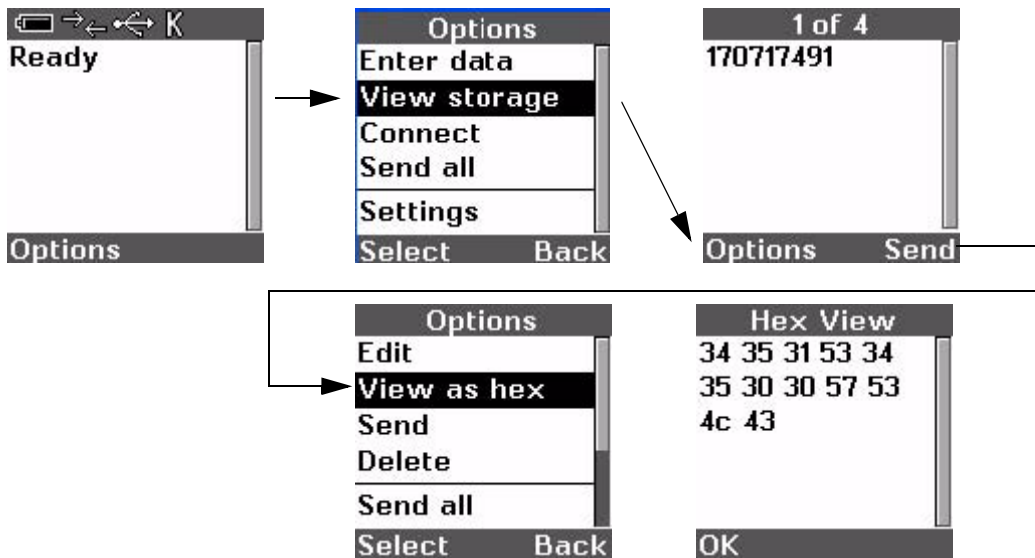 K
Ready
Options
Options
Enter data
View storage
Connect
Send all
Settings
Select Back
1 of 4
170717491
Options Send
Options
Edit
View as hex
Send
Delete
Send all
Select Back
Hex View
34 35 31 53 34
35 30 30 57 53
4c 43
OK